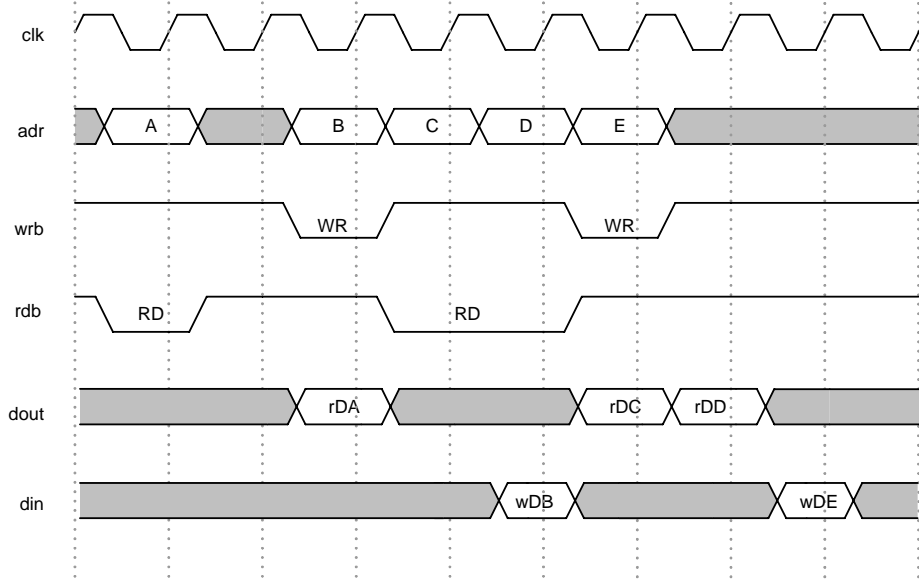 clk
adr A B C D E
wrb WR WR
rdb RD RD
dout rDA rDC rDD
din wDB wDE